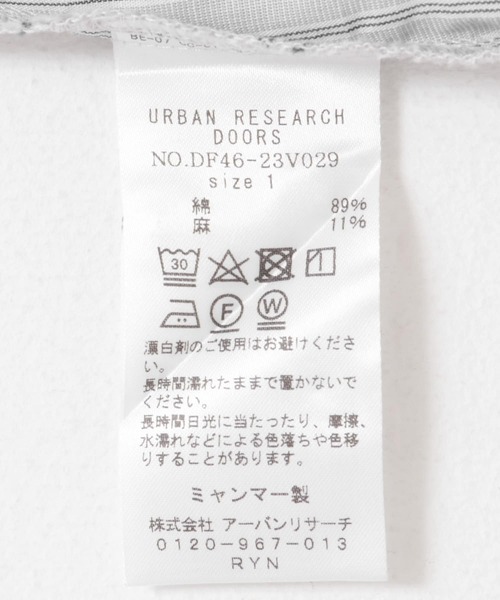 URBAN RESEARCH
DOORS
NO.DF46-23V029
size 1
綿 89%
麻 11%
30
F W
漂白剤のご使用はお避けくださ
い。
長時間濡れたままで置かないで
ください。
長時間日光に当たったり、摩擦、
水濡れなどによる色落ちや色移
りすることがあります。
ミャンマー製
株式会社 アーバンリサーチ
0120-967-013
RYN